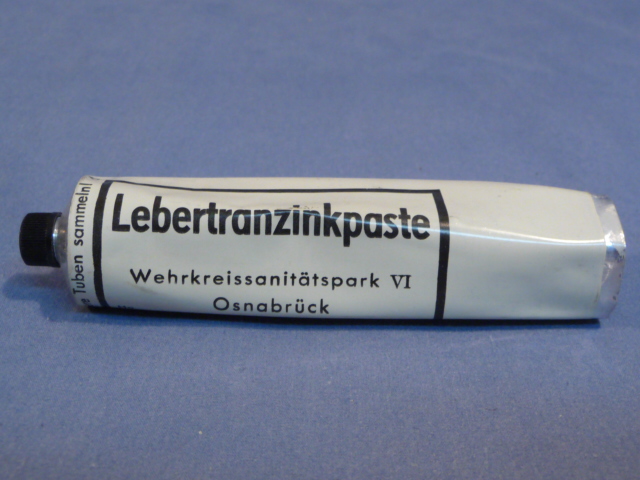 Tuben sammeln!
Lebertranzinkpaste
Wehrkreissanitätspark VI
Osnabrück